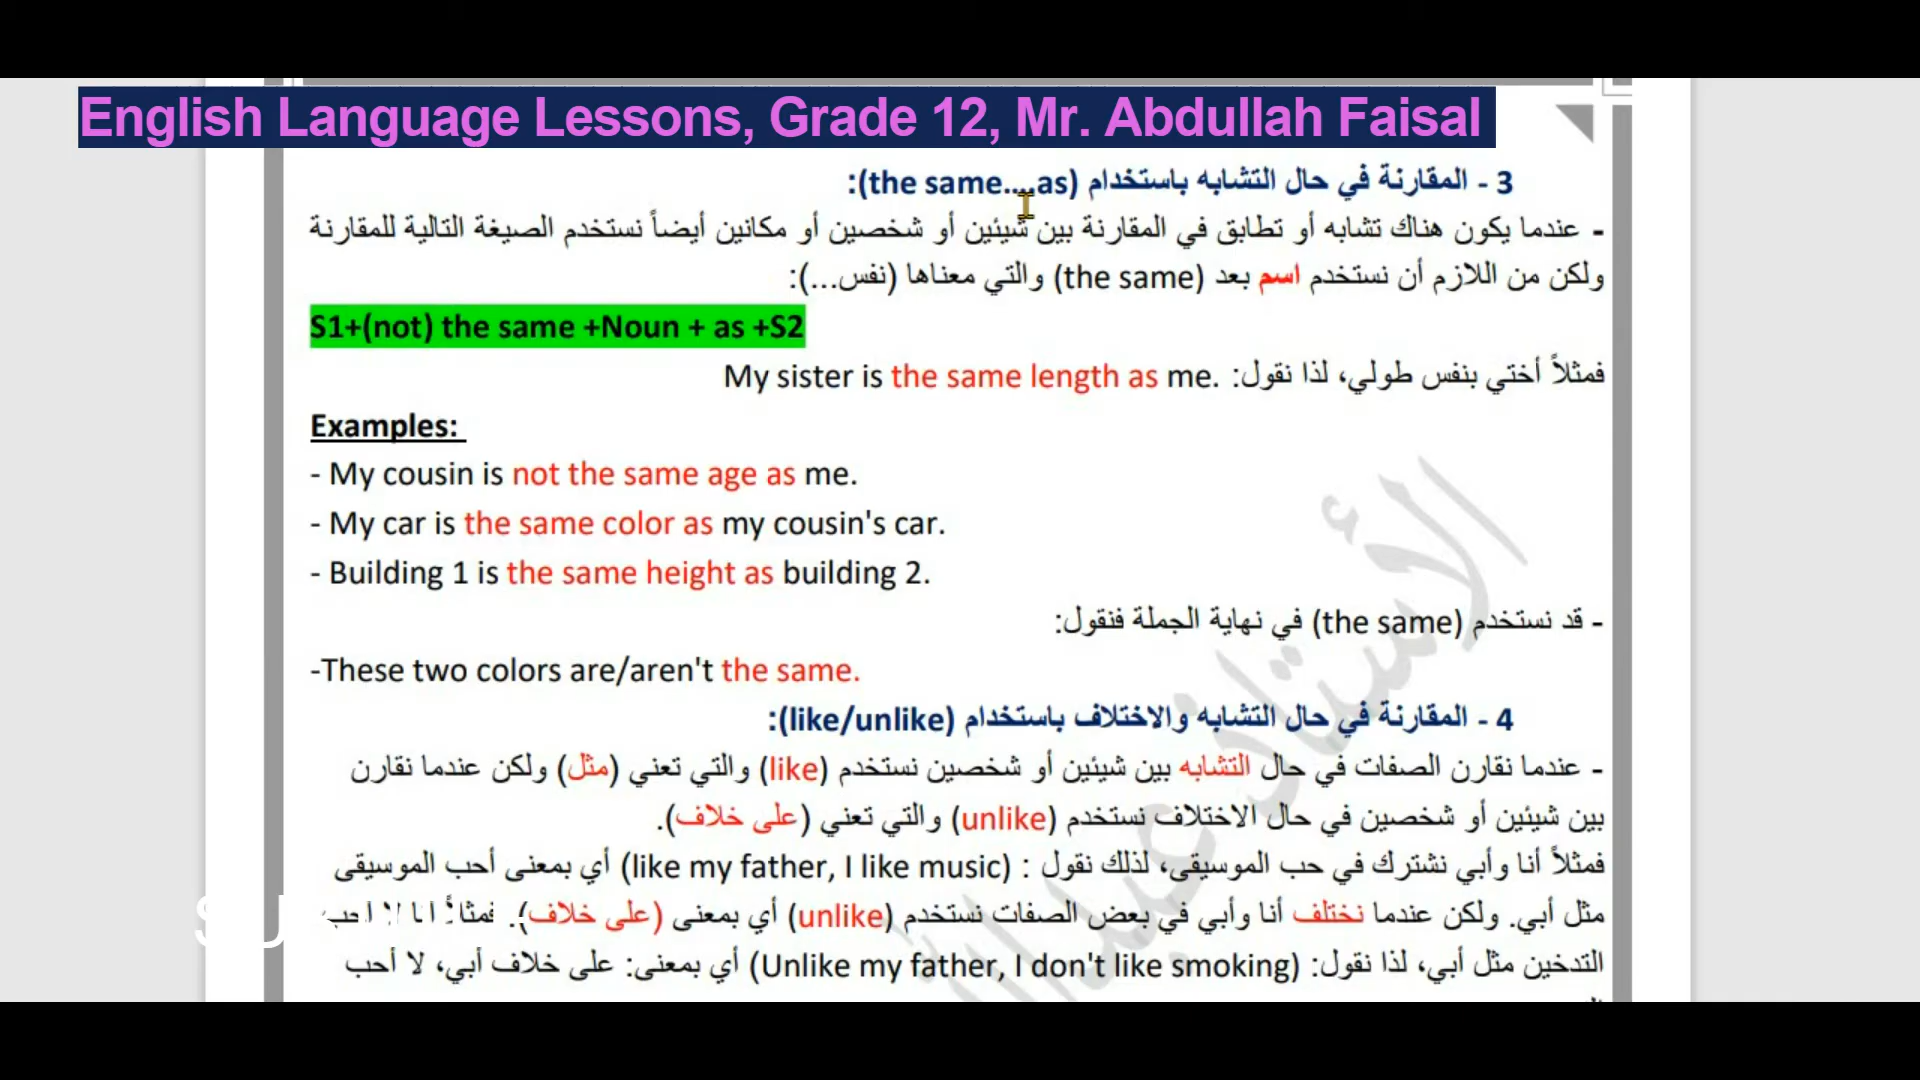 English Language Lessons, Grade 12, Mr. Abdullah Faisal
3 - المقارنة في حال التشابه باستخدام (the same....as):
- عندما يكون هناك تشابه أو تطابق في المقارنة بين شيئين أو شخصين أو مكانين أيضاً نستخدم الصيغة التالية للمقارنة
ولكن من اللازم أن نستخدم اسم بعد (the same) والتي معناها (نفس...):
S1+(not) the same +Noun + as +S2
فمثلاً أختي بنفس طولي، لذا نقول: My sister is the same length as me.
Examples:
- My cousin is not the same age as me.
- My car is the same color as my cousin's car.
- Building 1 is the same height as building 2.
- قد نستخدم (the same) في نهاية الجملة فنقول:
-These two colors are/aren't the same.
4 - المقارنة في حال التشابه والاختلاف باستخدام (like/unlike):
- عندما نقارن الصفات في حال التشابه بين شيئين أو شخصين نستخدم (like) والتي تعني (مثل) ولكن عندما نقارن
بين شيئين أو شخصين في حال الاختلاف نستخدم (unlike) والتي تعني (على خلاف).
فمثلاً أنا وأبي نشترك في حب الموسيقى، لذلك نقول : (like my father, I like music) أي بمعنى أحب الموسيقى
مثل أبي. ولكن عندما نختلف أنا وأبي في بعض الصفات نستخدم (unlike) أي بمعنى (على خلاف). فمثلاً أنا لا أحب
التدخين مثل أبي، لذا نقول: (Unlike my father, I don't like smoking) أي بمعنى: على خلاف أبي، لا أحب
الأستاذ عبدالله